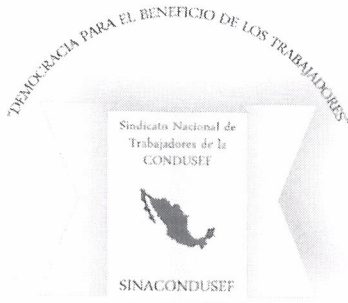 "DEMOCRACIA PARA EL BENEFICIO DE LOS TRABAJADORES"
Sindicato Nacional de
Trabajadores de la
CONDUSEF
SINACONDUSEF